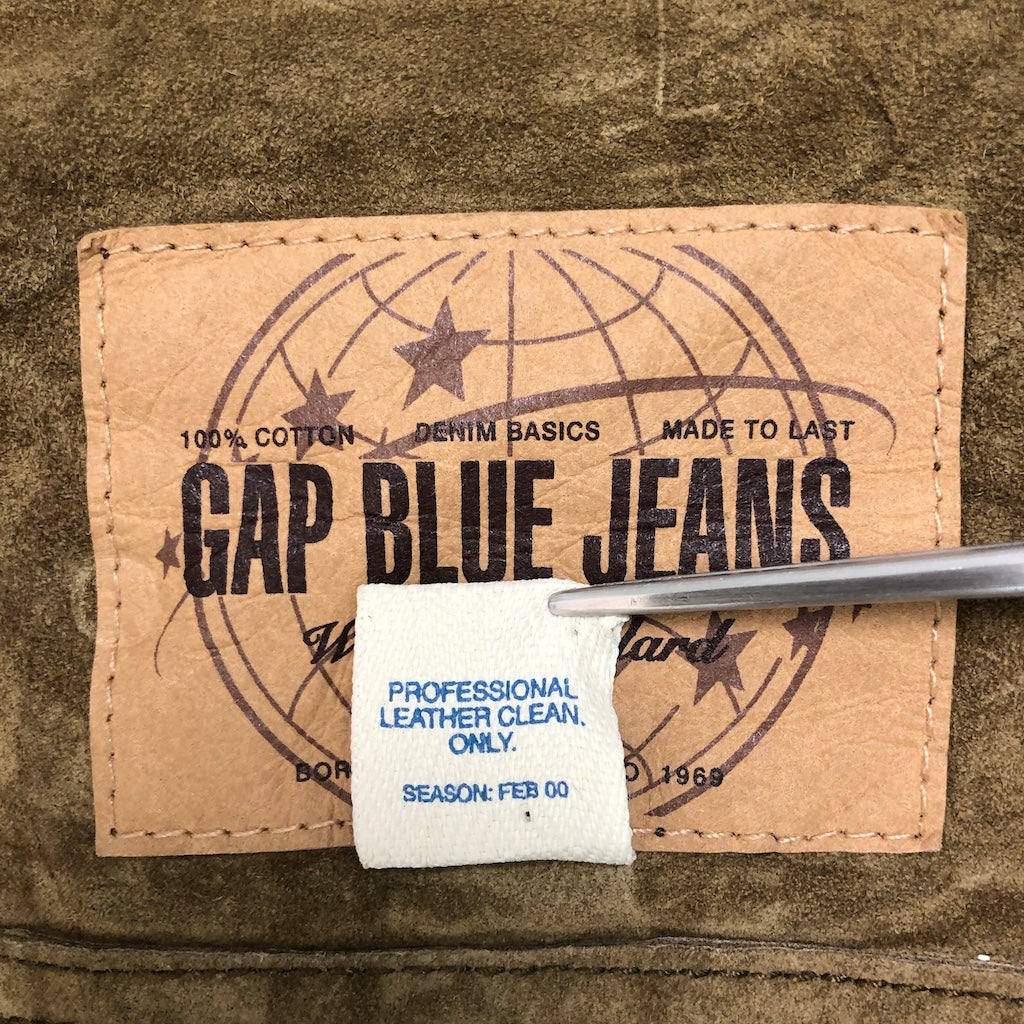 100% COTTON DENIM BASICS MADE TO LAST
GAP BLUE JEANS
PROFESSIONAL
LEATHER CLEAN.
ONLY.
SEASON: FEB 00
1969